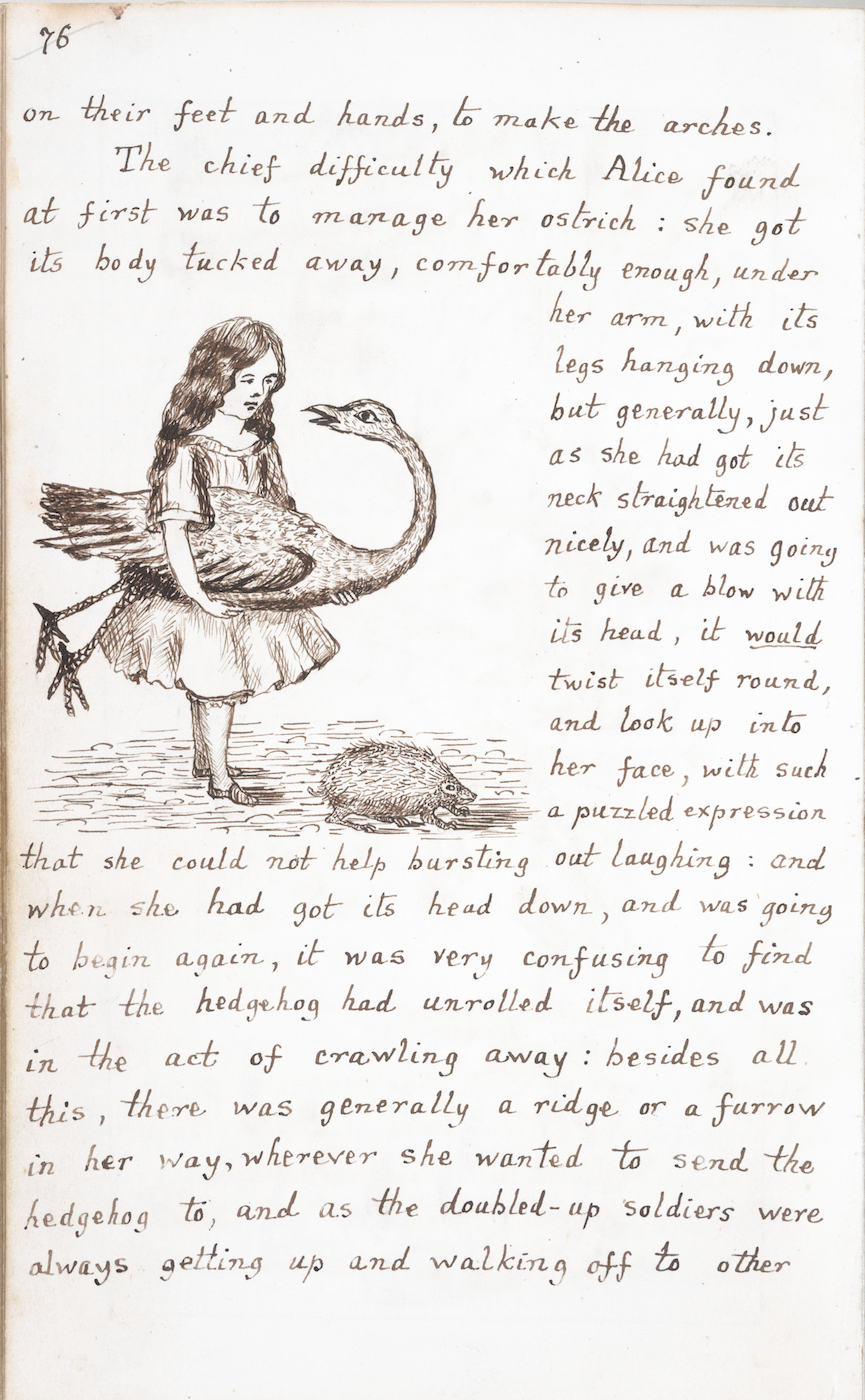 76
on their feet and hands, to make the arches.
The chief difficulty which Alice found
at first was to manage her ostrich : she got
its body tucked away, comfortably enough, under
her arm, with its
legs hanging down,
but generally, just
as she had got its
neck straightened out
nicely, and was going
to give a blow with
its head, it would
twist itself round,
and look up into
her face, with such
a puzzled expression
that she could not help bursting out laughing : and
when she had got its head down, and was going
to begin again, it was very confusing to find
that the hedgehog had unrolled itself, and was
in the act of crawling away : besides all
this, there was generally a ridge or a furrow
in her way, wherever she wanted to send the
hedgehog to, and as the doubled-up soldiers were
always getting up and walking off to other